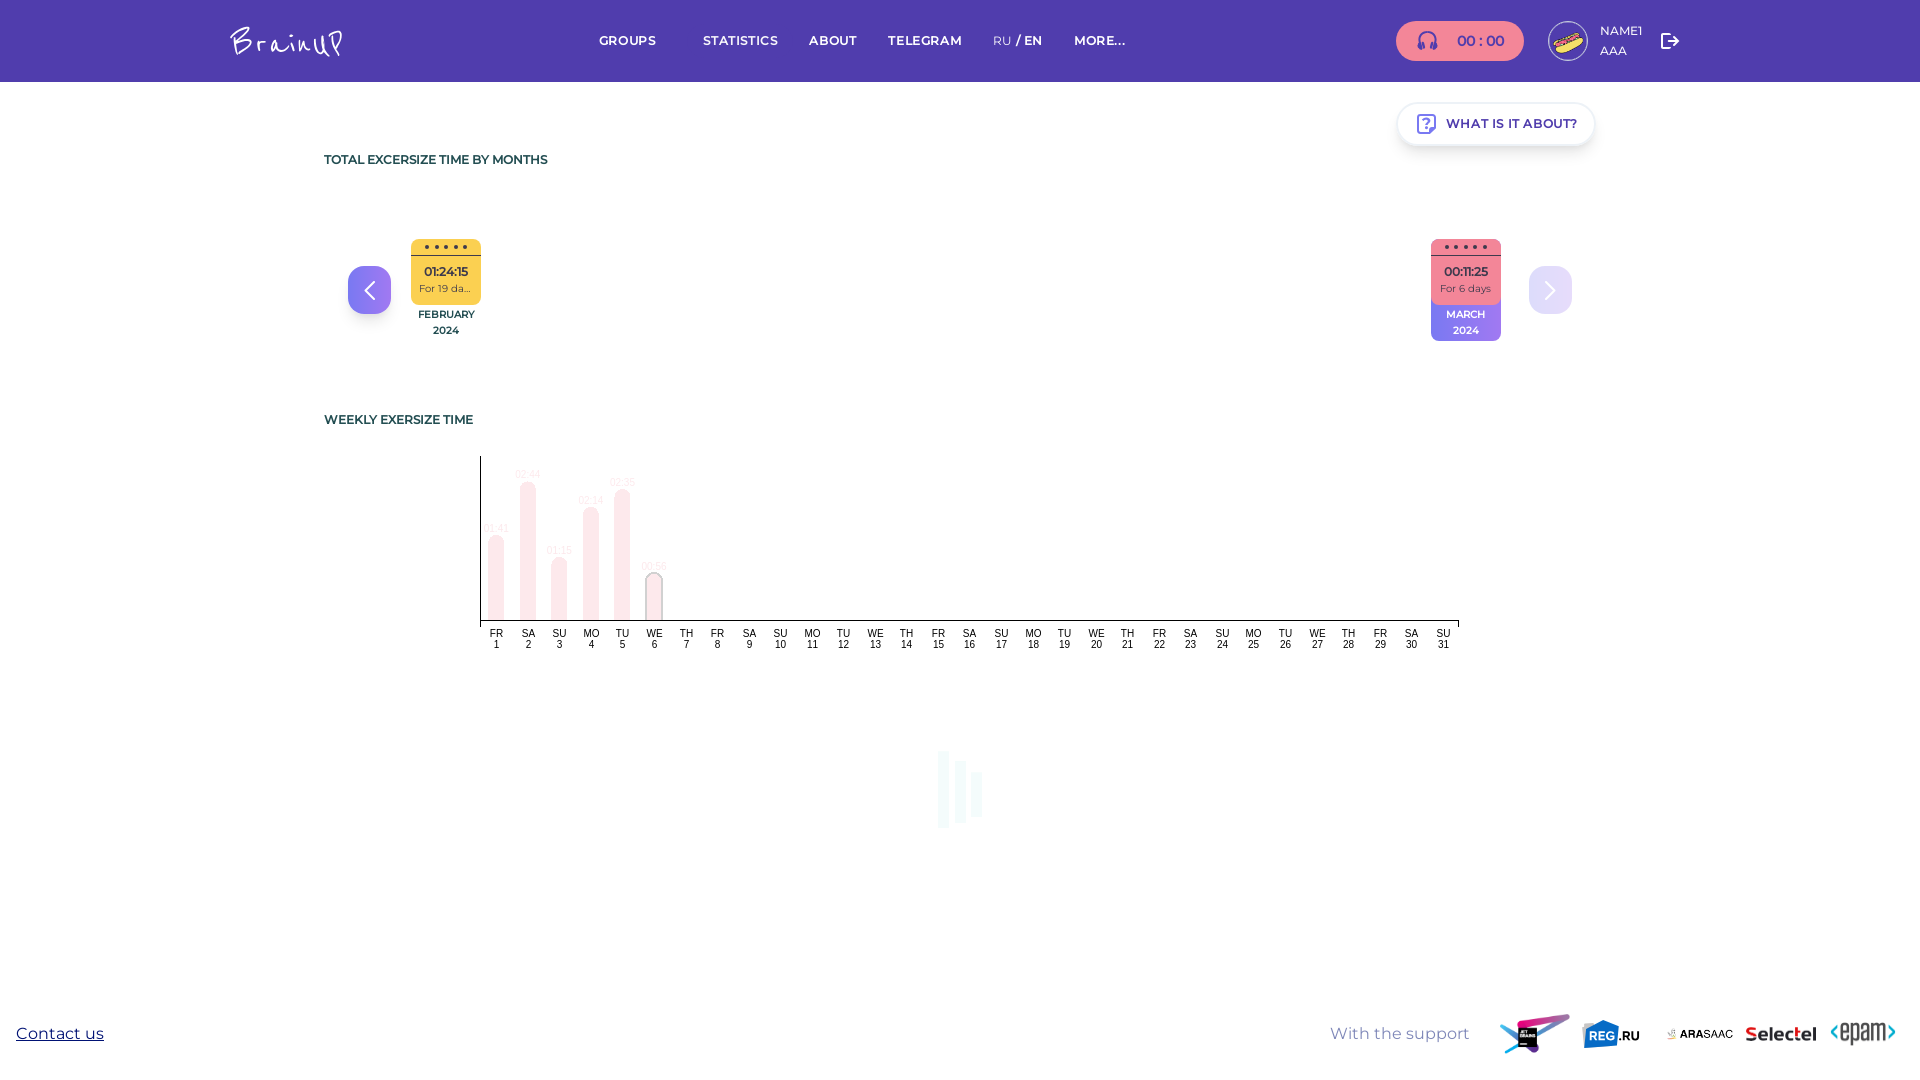 BrainUP
GROUPS STATISTICS ABOUT TELEGRAM RU / EN MORE...
00 : 00
NAME1
AAA
WHAT IS IT ABOUT?
TOTAL EXCERSIZE TIME BY MONTHS
01:24:15
For 19 da...
FEBRUARY
2024
00:11:25
For 6 days
MARCH
2024
WEEKLY EXERSIZE TIME
02:44
02:35
02:14
01:41
01:15
00:56
FR SA SU MO TU WE TH FR SA SU MO TU WE TH FR SA SU MO TU WE TH FR SA SU MO TU WE TH FR SA SU
1 2 3 4 5 6 7 8 9 10 11 12 13 14 15 16 17 18 19 20 21 22 23 24 25 26 27 28 29 30 31
Contact us
With the support
JET BRAINS
REG.RU
ARASAAC
Selectel
<epam>